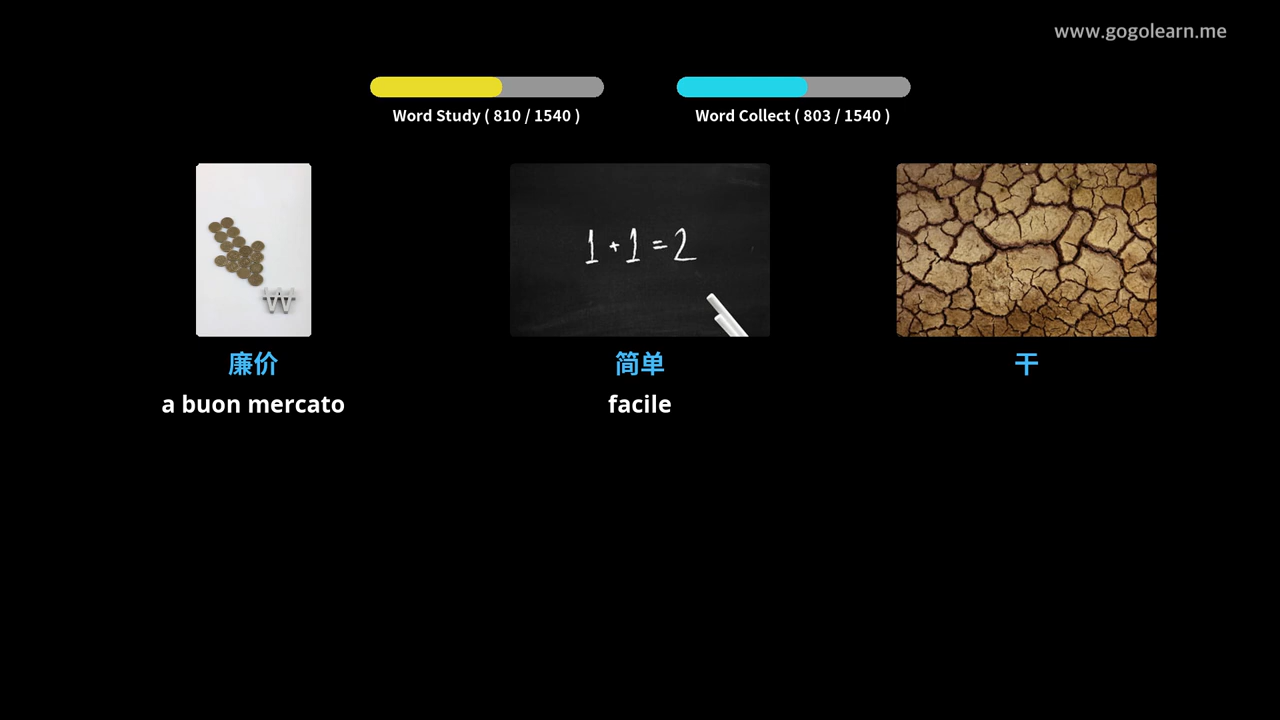 www.gogolearn.me
Word Study ( 810 / 1540 )
Word Collect ( 803 / 1540 )
1 + 1 = 2
₩
廉价
简单
干
a buon mercato
facile